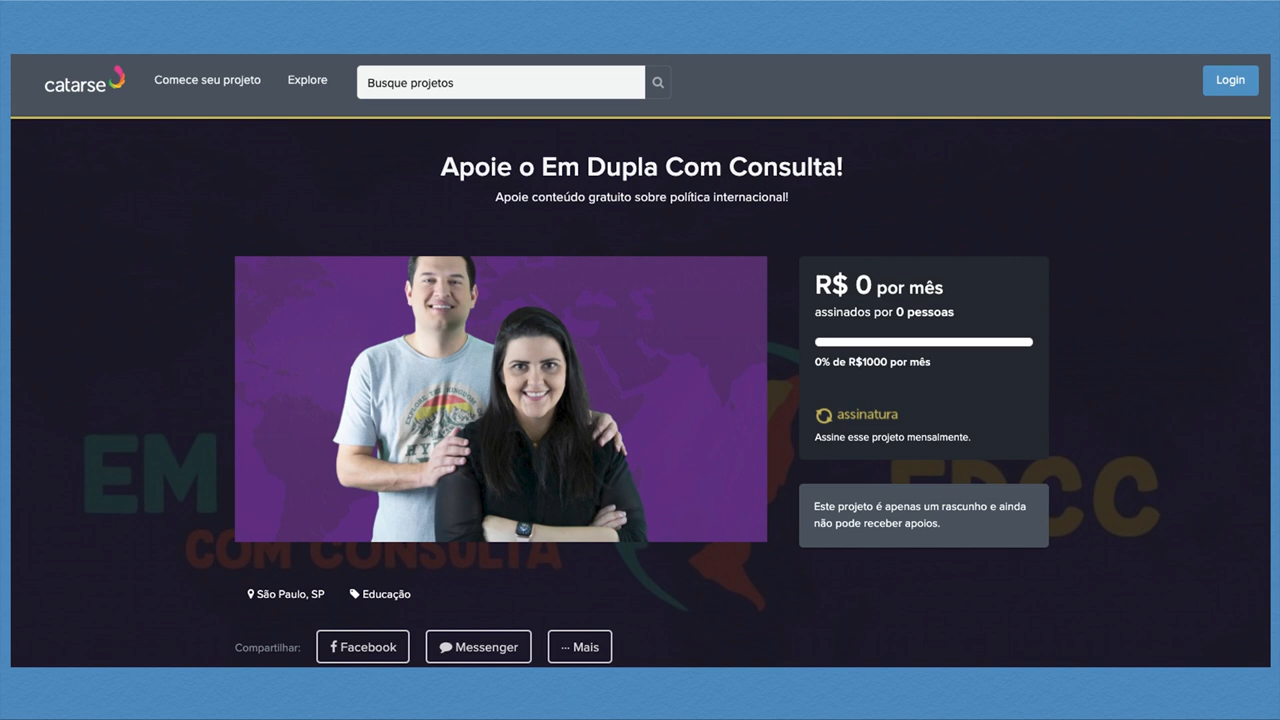 catarse
Comece seu projeto
Explore
Busque projetos
Login
Apoie o Em Dupla Com Consulta!
Apoie conteúdo gratuito sobre política internacional!
R$ 0 por mês
assinados por 0 pessoas
0% de R$1000 por mês
assinatura
Assine esse projeto mensalmente.
Este projeto é apenas um rascunho e ainda
não pode receber apoios.
EM
COM CONSULTA
EDCC
São Paulo, SP
Educação
Compartilhar:
Facebook
Messenger
··· Mais